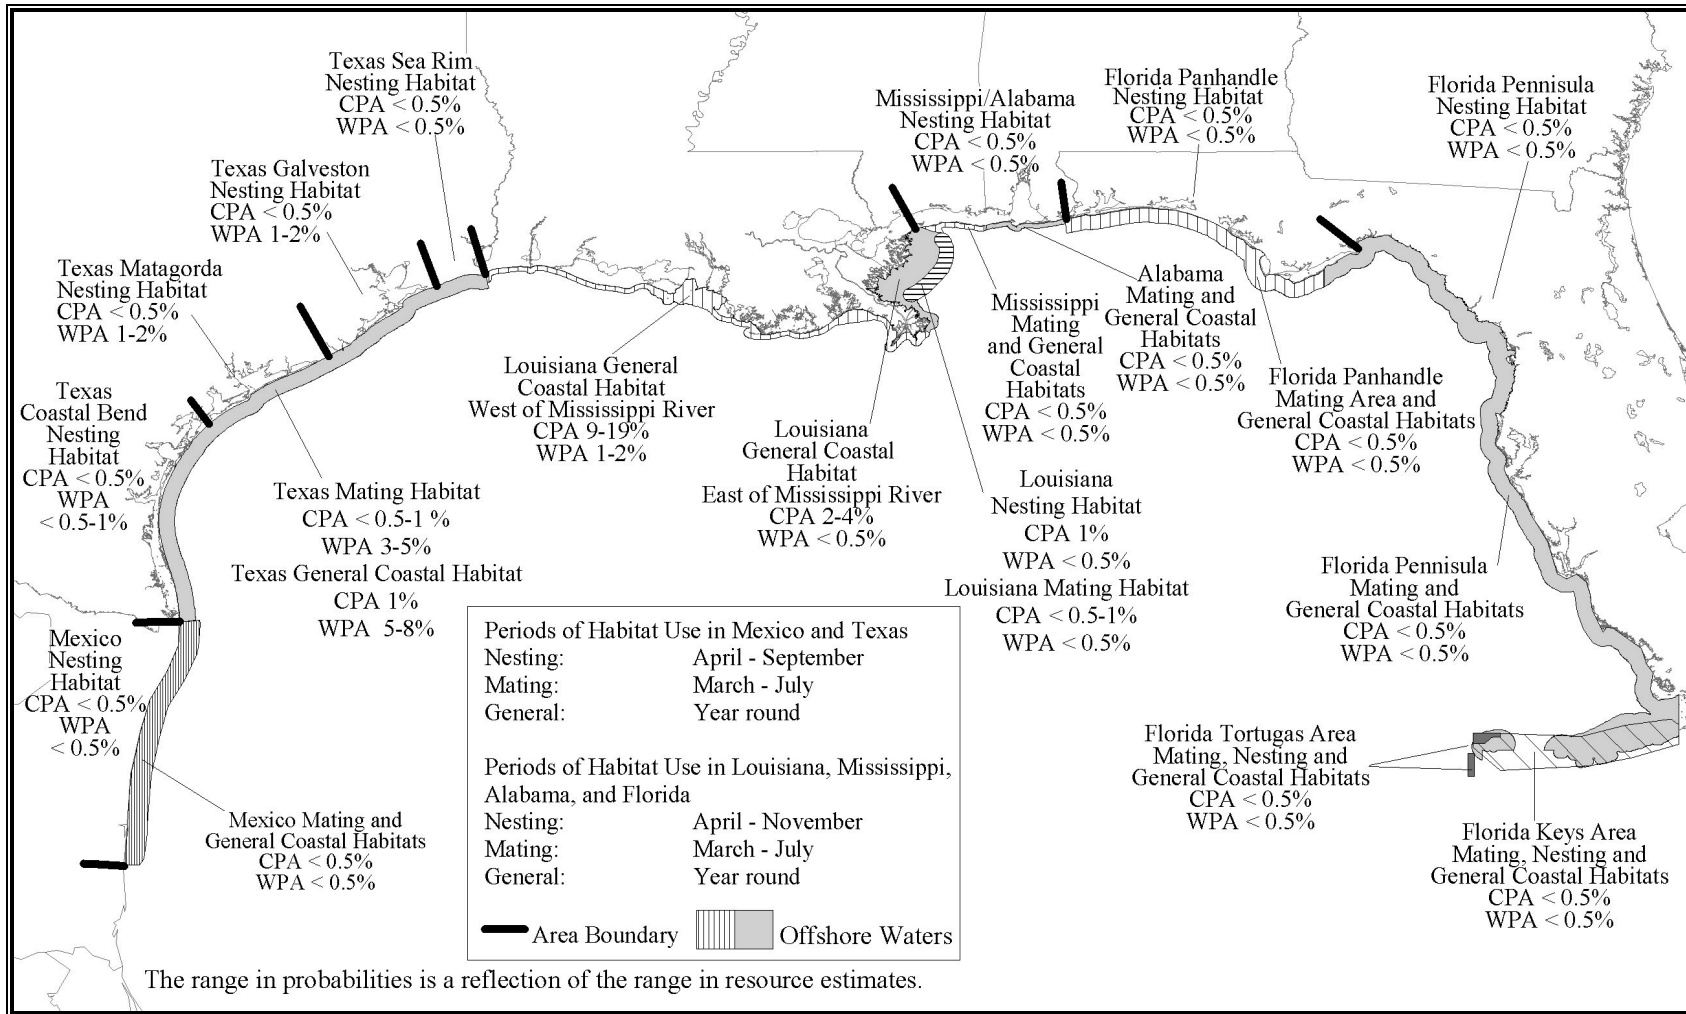 Texas Sea Rim
Nesting Habitat
CPA < 0.5%
WPA < 0.5%
Texas Galveston
Nesting Habitat
CPA < 0.5%
WPA 1-2%
Texas Matagorda
Nesting Habitat
CPA < 0.5%
WPA 1-2%
Texas
Coastal Bend
Nesting
Habitat
CPA < 0.5%
WPA
< 0.5-1%
Mississippi/Alabama
Nesting Habitat
CPA < 0.5%
WPA < 0.5%
Florida Panhandle
Nesting Habitat
CPA < 0.5%
WPA < 0.5%
Florida Pennisula
Nesting Habitat
CPA < 0.5%
WPA < 0.5%
Louisiana General
Coastal Habitat
West of Mississippi River
CPA 9-19%
WPA 1-2%
Louisiana
General Coastal
Habitat
East of Mississippi River
CPA 2-4%
WPA < 0.5%
Mississippi
Mating
and General
Coastal
Habitats
CPA < 0.5%
WPA < 0.5%
Alabama
Mating and
General Coastal
Habitats
CPA < 0.5%
WPA < 0.5%
Florida Panhandle
Mating Area and
General Coastal Habitats
CPA < 0.5%
WPA < 0.5%
Texas Mating Habitat
CPA < 0.5-1 %
WPA 3-5%
Texas General Coastal Habitat
CPA 1%
WPA 5-8%
Louisiana
Nesting Habitat
CPA 1%
WPA < 0.5%
Louisiana Mating Habitat
CPA < 0.5-1%
WPA < 0.5%
Florida Pennisula
Mating and
General Coastal Habitats
CPA < 0.5%
WPA < 0.5%
Mexico
Nesting
Habitat
CPA < 0.5%
WPA
< 0.5%
Mexico Mating and
General Coastal Habitats
CPA < 0.5%
WPA < 0.5%
Florida Tortugas Area
Mating, Nesting and
General Coastal Habitats
CPA < 0.5%
WPA < 0.5%
Florida Keys Area
Mating, Nesting and
General Coastal Habitats
CPA < 0.5%
WPA < 0.5%
Periods of Habitat Use in Mexico and Texas
Nesting: April - September
Mating: March - July
General: Year round
Periods of Habitat Use in Louisiana, Mississippi,
Alabama, and Florida
Nesting: April - November
Mating: March - July
General: Year round
Area Boundary Offshore Waters
The range in probabilities is a reflection of the range in resource estimates.